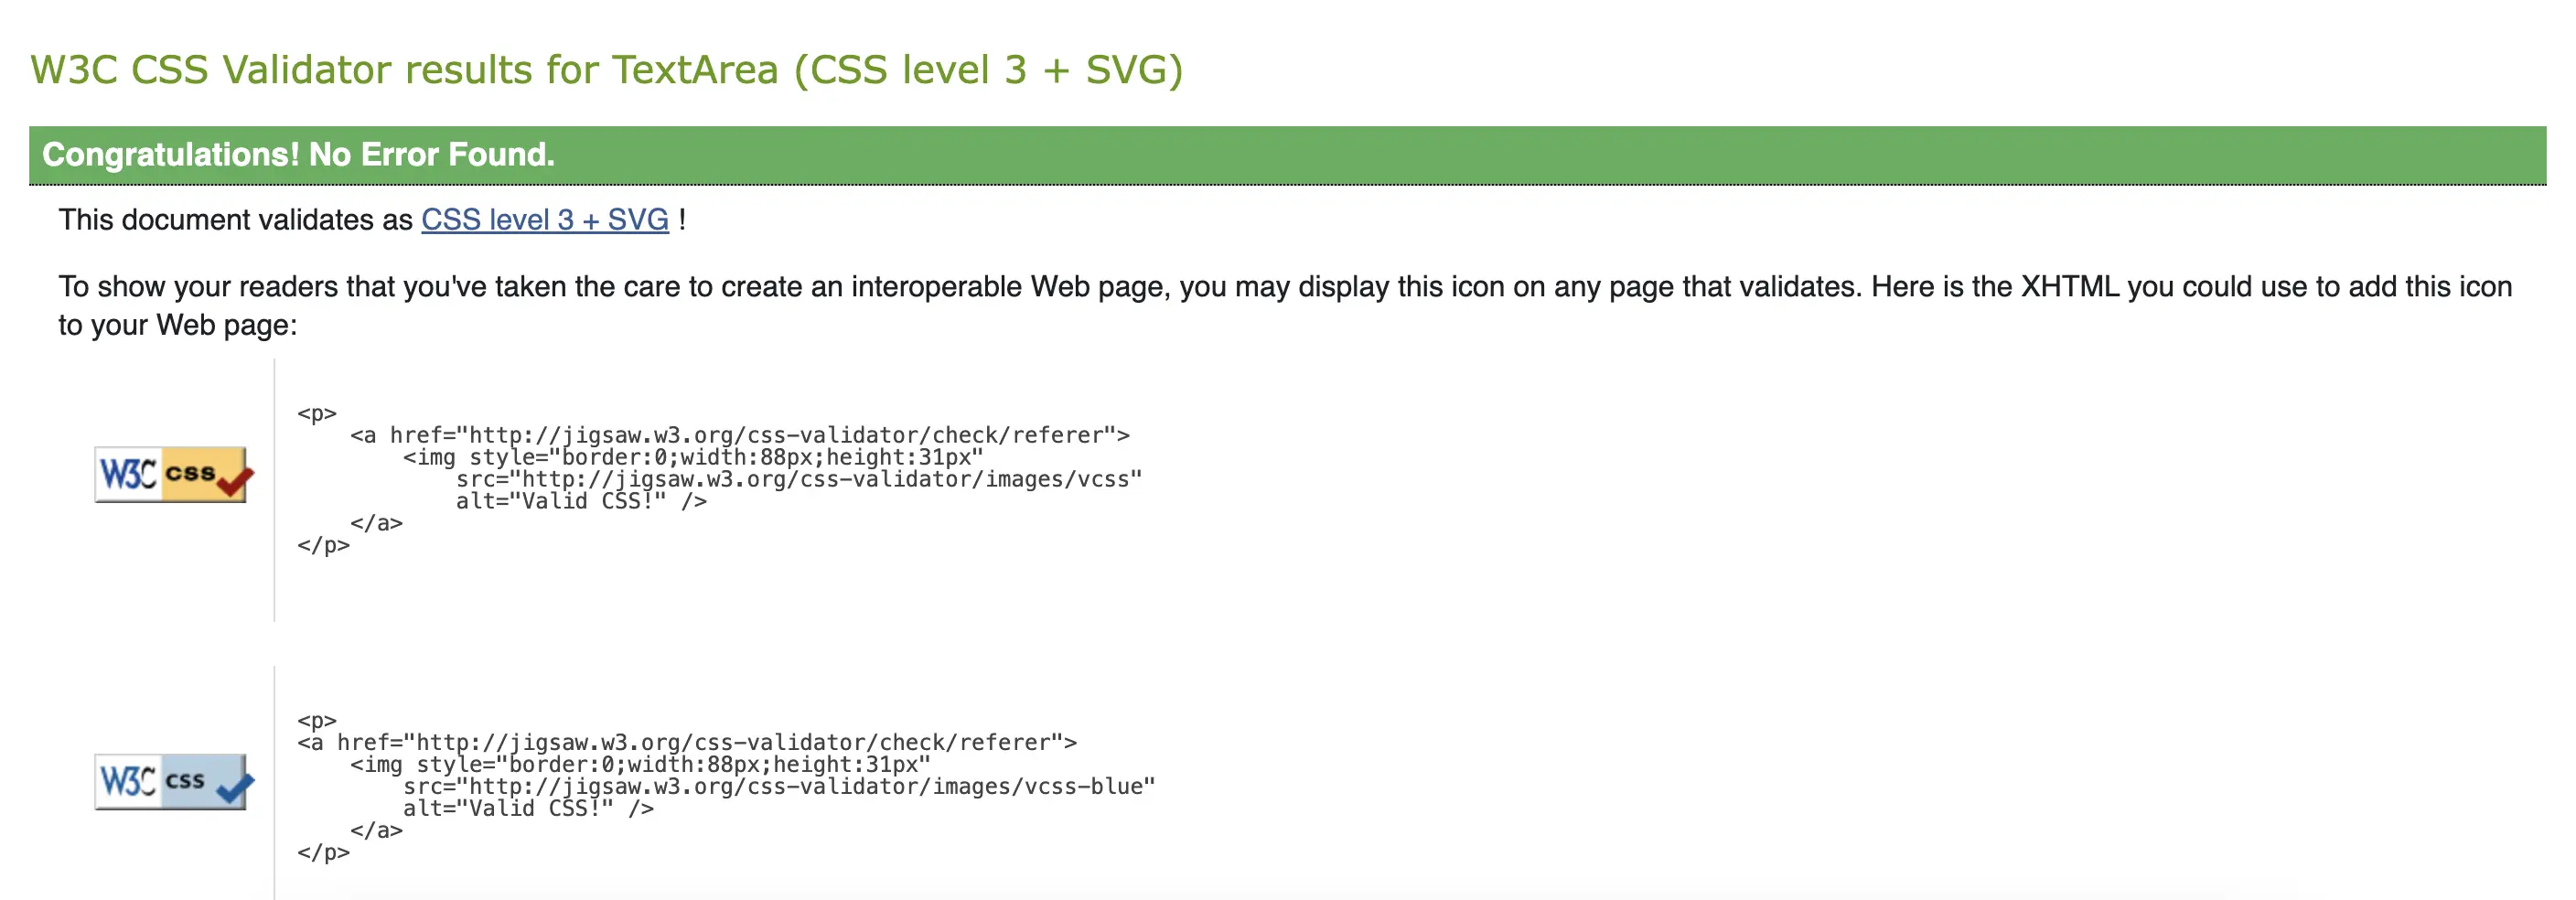 W3C CSS Validator results for TextArea (CSS level 3 + SVG)
Congratulations! No Error Found.
This document validates as CSS level 3 + SVG !
To show your readers that you've taken the care to create an interoperable Web page, you may display this icon on any page that validates. Here is the XHTML you could use to add this icon
to your Web page:
<p>
    <a href="http://jigsaw.w3.org/css-validator/check/referer">
        <img style="border:0;width:88px;height:31px"
            src="http://jigsaw.w3.org/css-validator/images/vcss"
            alt="Valid CSS!" />
    </a>
</p>
W3C css
<p>
<a href="http://jigsaw.w3.org/css-validator/check/referer">
    <img style="border:0;width:88px;height:31px"
        src="http://jigsaw.w3.org/css-validator/images/vcss-blue"
        alt="Valid CSS!" />
    </a>
</p>
W3C css